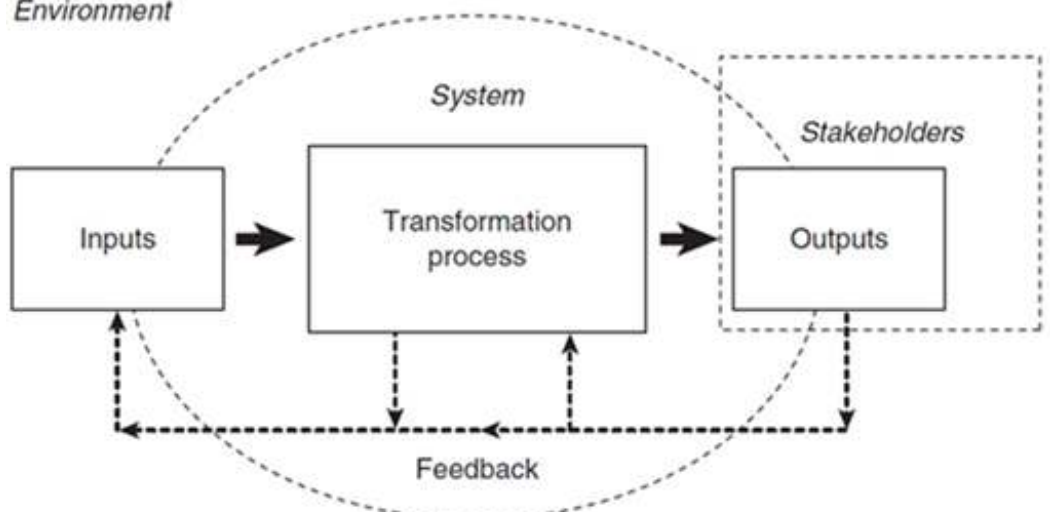 Environment
System
Stakeholders
Inputs
Transformation
process
Outputs
Feedback